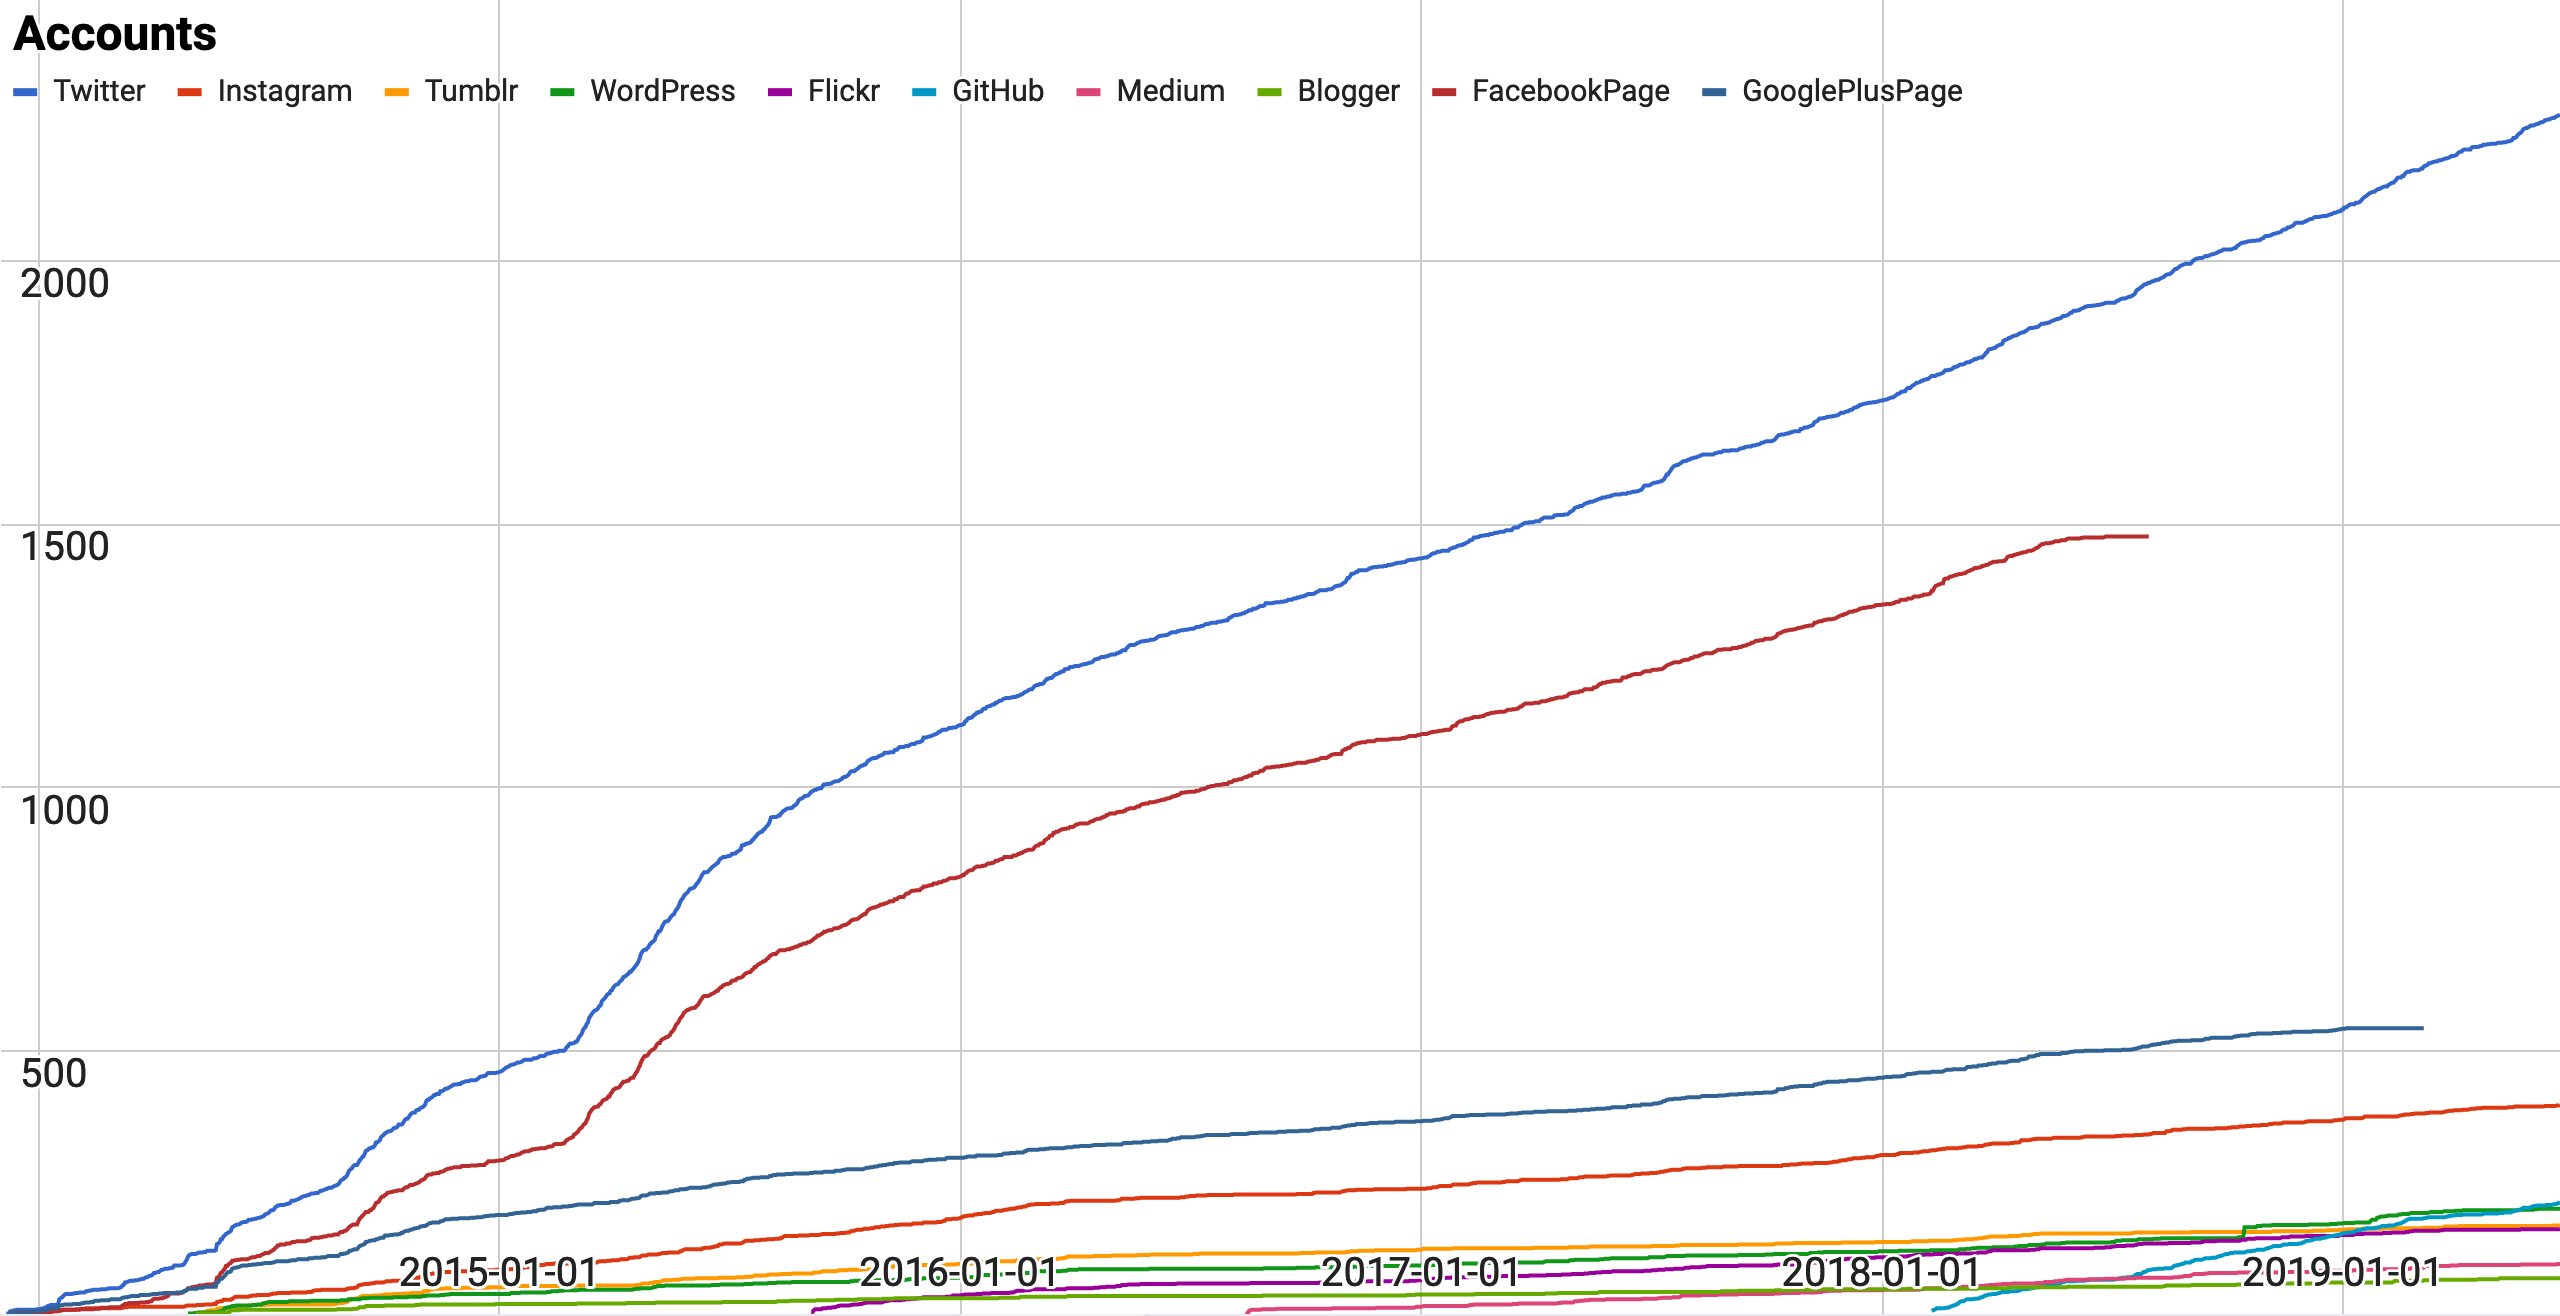 Accounts
Twitter Instagram Tumblr WordPress Flickr GitHub Medium Blogger FacebookPage GooglePlusPage
2000
1500
1000
500
2015-01-01 2016-01-01 2017-01-01 2018-01-01 2019-01-01